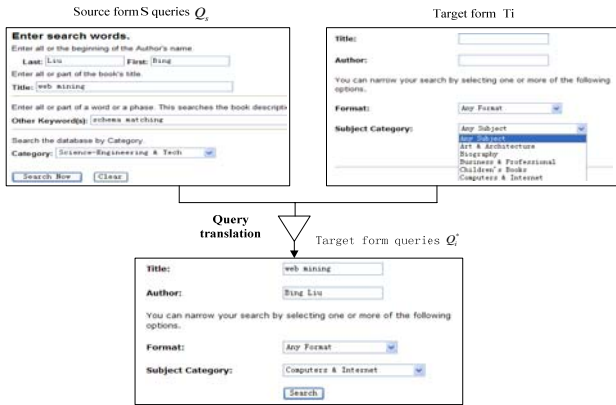 Source form S queries Qs
Enter search words.
Enter all or the beginning of the Author's name.
Last: Liu First: Bing
Enter all or part of the book's title.
Title: web mining
Enter all or part of a word or a phase. This searches the book descripti
Other Keyword(s): schema matching
Search the database by Category.
Category: Science-Engineering & Tech
Search Now Clear
Target form Ti
Title:
Author:
You can narrow your search by selecting one or more of the following
options.
Format: Any Format
Subject Category: Any Subject
Any Subject
Art & Architecture
Biography
Business & Professional
Children's Books
Computers & Internet
Query
translation
Target form queries Qi*
Title: web mining
Author: Bing Liu
You can narrow your search by selecting one or more of the following
options.
Format: Any Format
Subject Category: Computers & Internet
Search